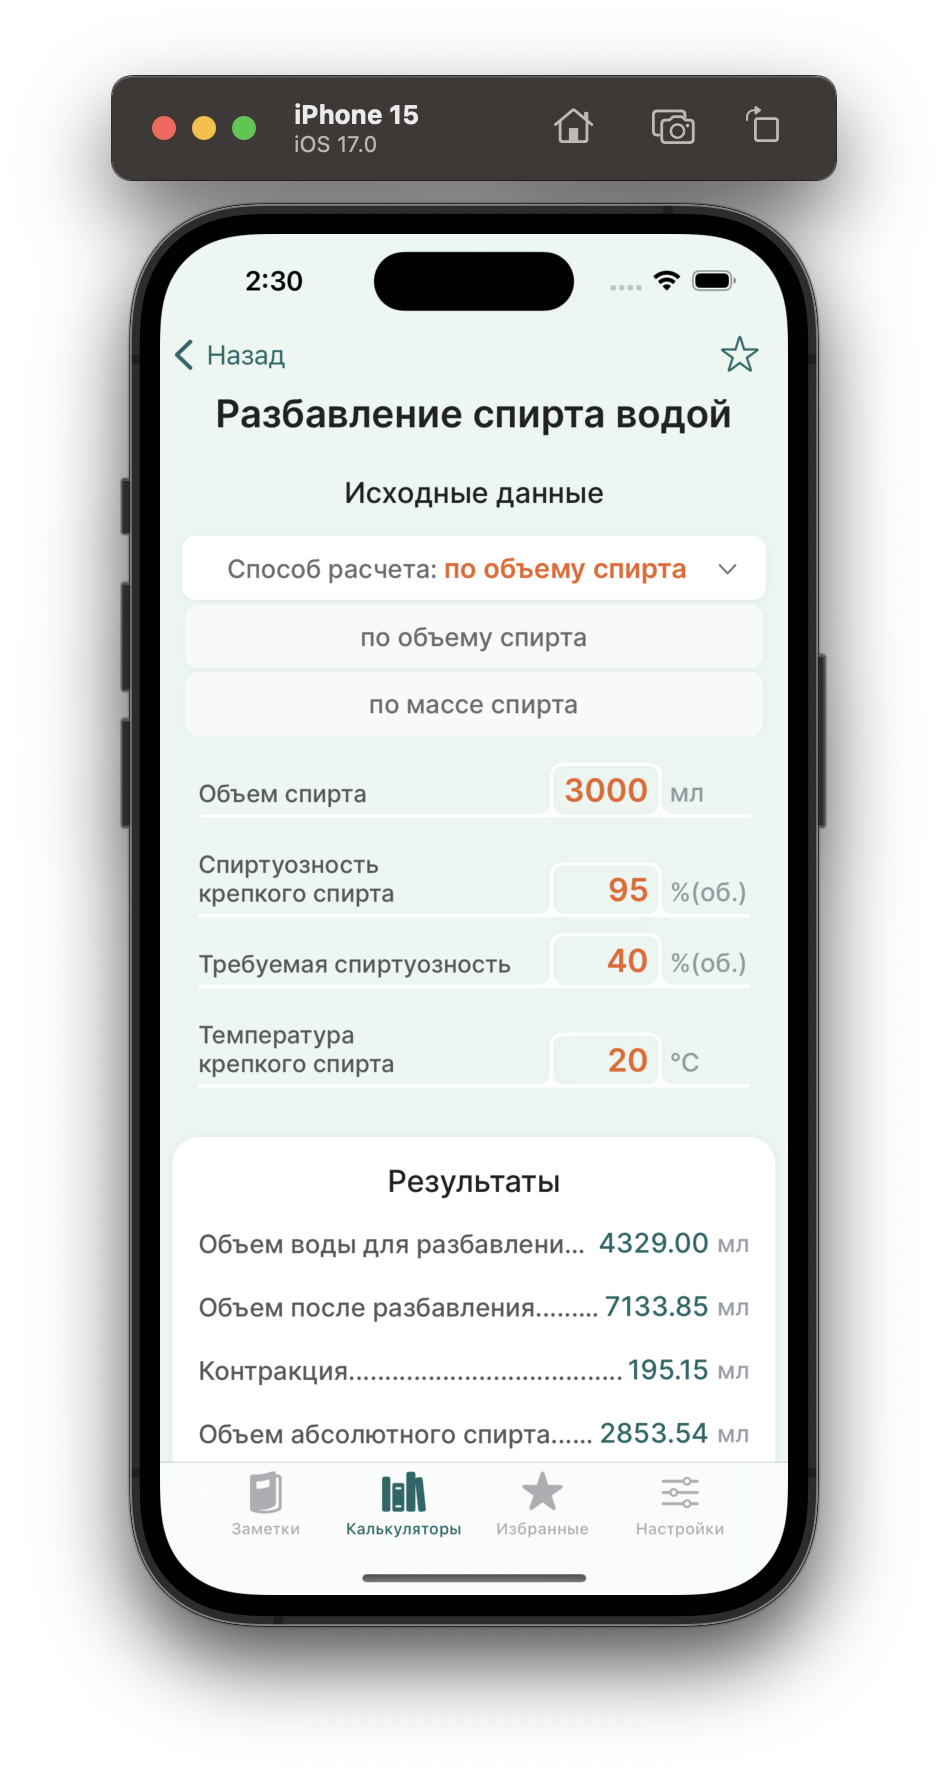 iPhone 15
iOS 17.0
2:30
Назад
Разбавление спирта водой
Исходные данные
Способ расчета: по объему спирта
по объему спирта
по массе спирта
Объем спирта 3000 мл
Спиртуозность
крепкого спирта 95 %(об.)
Требуемая спиртуозность 40 %(об.)
Температура
крепкого спирта 20 °C
Результаты
Объем воды для разбавлени... 4329.00 мл
Объем после разбавления......... 7133.85 мл
Контракция..................................... 195.15 мл
Объем абсолютного спирта...... 2853.54 мл
Заметки Калькуляторы Избранные Настройки